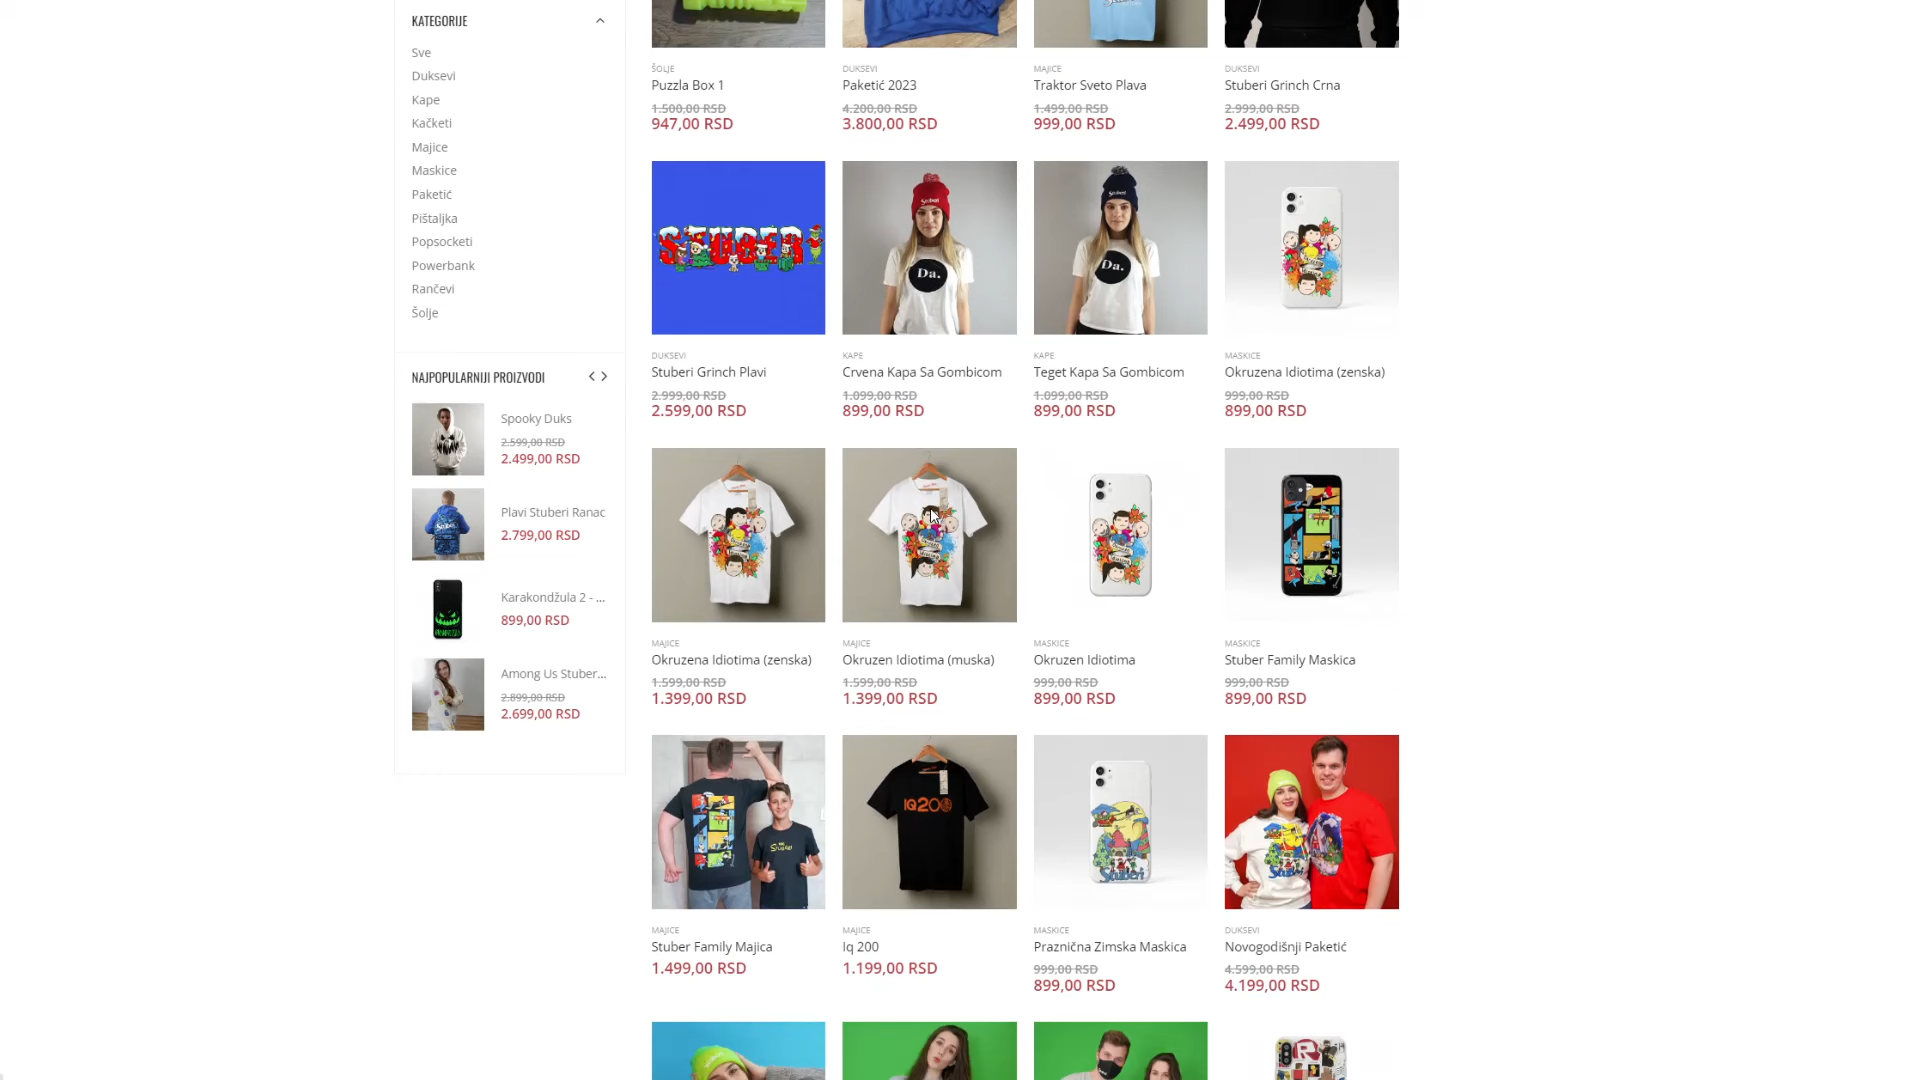 KATEGORIJE
Sve
Duksevi
Kape
Kačketi
Majice
Maskice
Paketić
Pištaljka
Popsocketi
Powerbank
Rančevi
Šolje
NAJPOPULARNIJI PROIZVODI
Spooky Duks
2.599,00 RSD
2.499,00 RSD
Plavi Stuberi Ranac
2.799,00 RSD
Karakondžula 2 - ...
899,00 RSD
Among Us Stuber...
2.899,00 RSD
2.699,00 RSD
ŠOLJE
Puzzla Box 1
1.500,00 RSD
947,00 RSD
DUKSEVI
Paketić 2023
4.200,00 RSD
3.800,00 RSD
MAJICE
Traktor Sveto Plava
1.499,00 RSD
999,00 RSD
DUKSEVI
Stuberi Grinch Crna
2.999,00 RSD
2.499,00 RSD
STUBERI
DUKSEVI
Stuberi Grinch Plavi
2.999,00 RSD
2.599,00 RSD
Stuberi
Da.
KAPE
Crvena Kapa Sa Gombicom
1.099,00 RSD
899,00 RSD
Da.
KAPE
Teget Kapa Sa Gombicom
1.099,00 RSD
899,00 RSD
MASKICE
Okruzena Idiotima (zenska)
999,00 RSD
899,00 RSD
MAJICE
Okruzena Idiotima (zenska)
1.599,00 RSD
1.399,00 RSD
MAJICE
Okruzen Idiotima (muska)
1.599,00 RSD
1.399,00 RSD
MASKICE
Okruzen Idiotima
999,00 RSD
899,00 RSD
MASKICE
Stuber Family Maskica
999,00 RSD
899,00 RSD
MAJICE
Stuber Family Majica
1.499,00 RSD
IQ200
MAJICE
Iq 200
1.199,00 RSD
Stuberi
MASKICE
Praznična Zimska Maskica
999,00 RSD
899,00 RSD
Stuberi
DUKSEVI
Novogodišnji Paketić
4.599,00 RSD
4.199,00 RSD